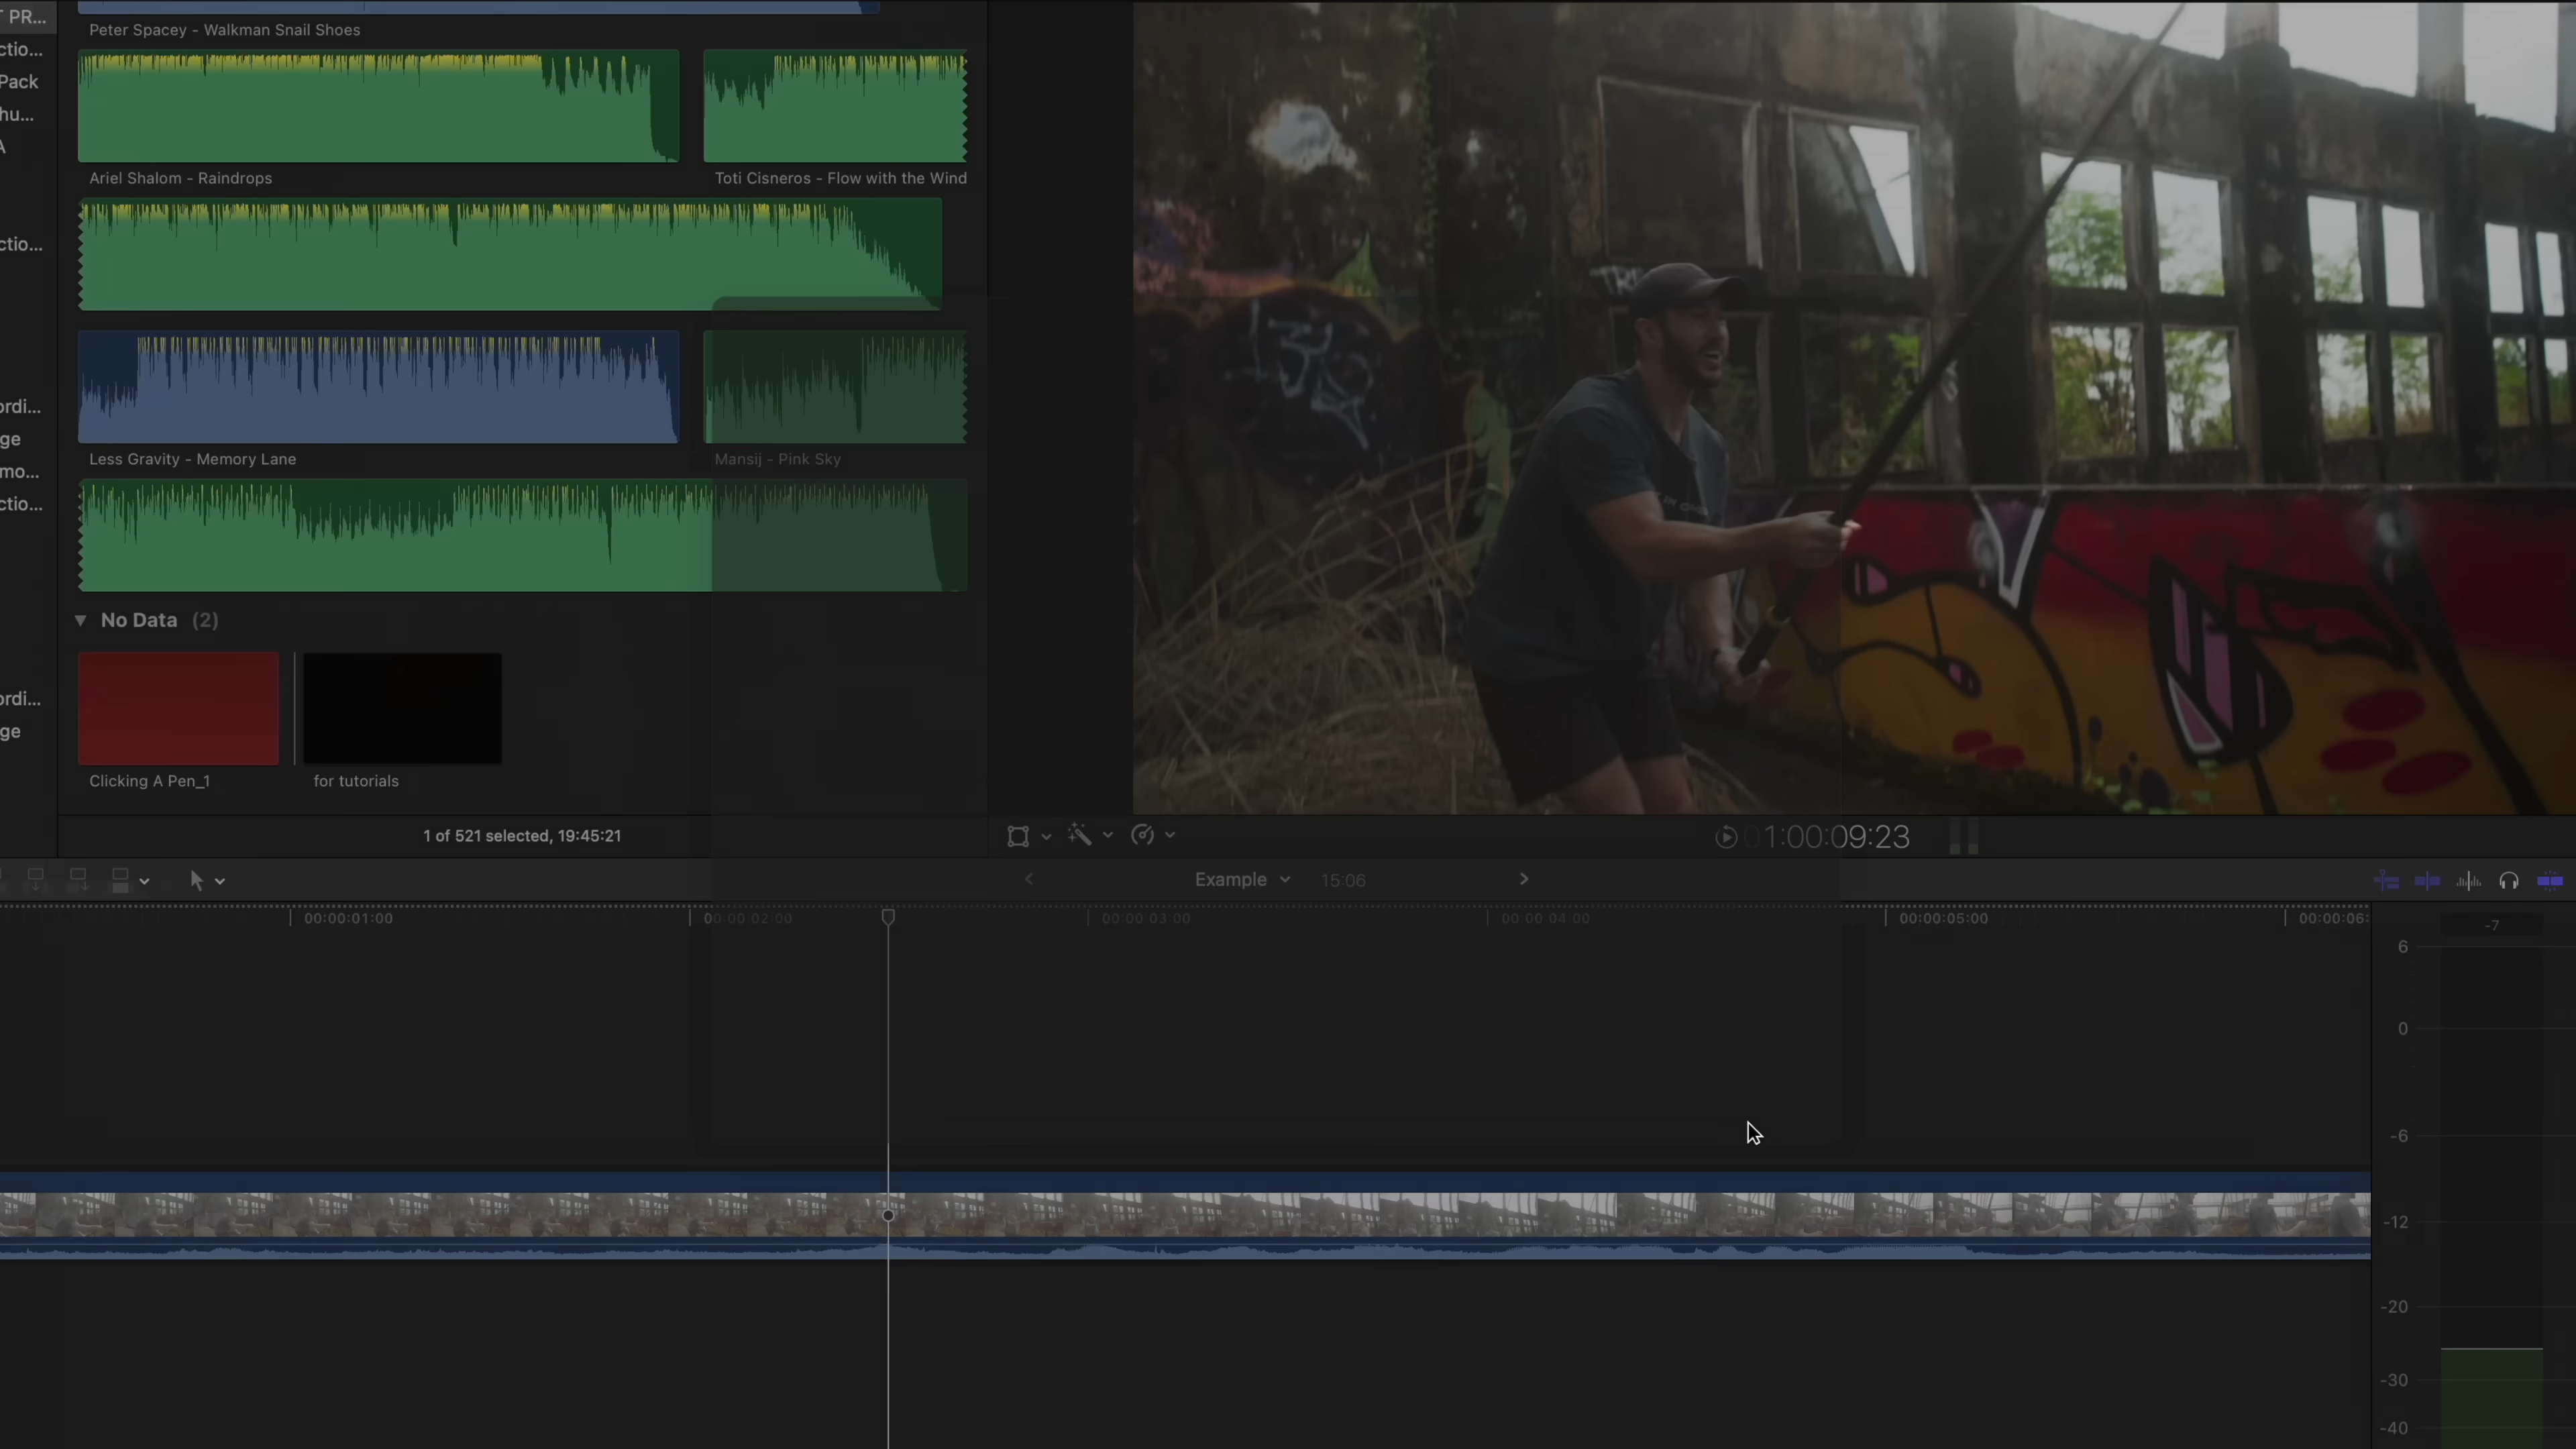 T PR...
ctio...
Pack
hu...
A
ctio...
ordi...
ge
mo...
ctio...
ordi...
ge
Peter Spacey - Walkman Snail Shoes
Ariel Shalom - Raindrops
Toti Cisneros - Flow with the Wind
Less Gravity - Memory Lane
Mansij - Pink Sky
No Data (2)
Clicking A Pen_1
for tutorials
1 of 521 selected, 19:45:21
01:00:09:23
Example
15:06
00:00:01:00
00:00:02:00
00:00:03:00
00:00:04:00
00:00:05:00
00:00:06:
-7
6
0
-6
-12
-20
-30
-40